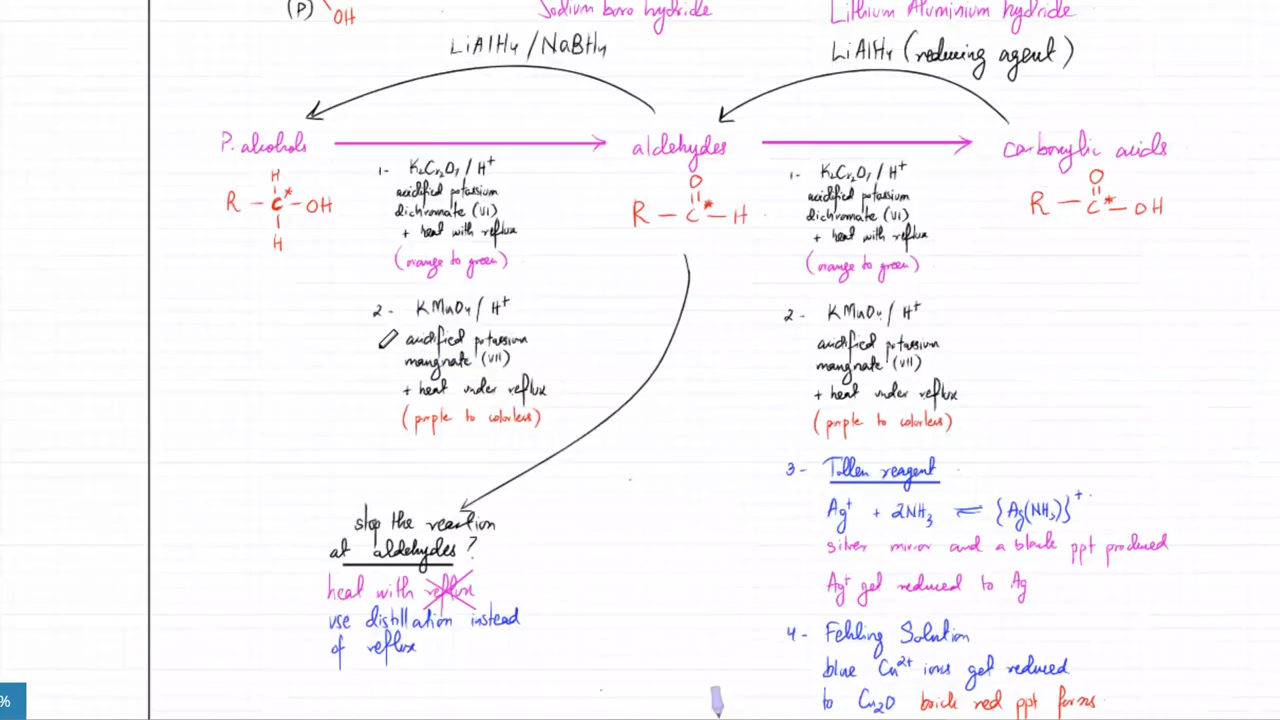 (P) OH
Sodium boro hydride
Lithium Aluminium hydride
LiAlH4 / NaBH4
LiAlH4 (reducing agent)
P. alcohols
aldehydes
carboxylic acids
H
R - C* - OH
H
O
R - C* - H
O
R - C* - OH
1- K2Cr2O7 / H+
acidified potassium
dichromate (VI)
+ heat with reflux
(orange to green)
2- KMnO4 / H+
acidified potassium
mangnate (VII)
+ heat under reflux
(purple to colorless)
stop the reaction
at aldehydes?
heat with reflux
use distillation instead
of reflux
1- K2Cr2O7 / H+
acidified potassium
dichromate (VI)
+ heat with reflux
(orange to green)
2- KMnO4 / H+
acidified potassium
mangnate (VII)
+ heat under reflux
(purple to colorless)
3- Tollen reagent
Ag+ + 2NH3 ⇌ {Ag(NH3)}+
silver mirror and a black ppt produced
Ag+ get reduced to Ag
4- Fehling Solution
blue Cu2+ ions get reduced
to Cu2O brick red ppt forms
%